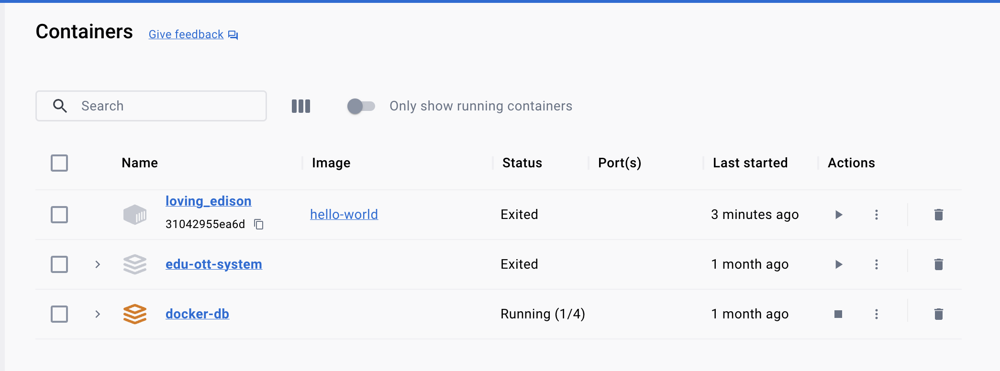 Containers Give feedback
Search
Only show running containers
Name Image Status Port(s) Last started Actions
loving_edison
31042955ea6d
hello-world Exited 3 minutes ago
edu-ott-system Exited 1 month ago
docker-db Running (1/4) 1 month ago